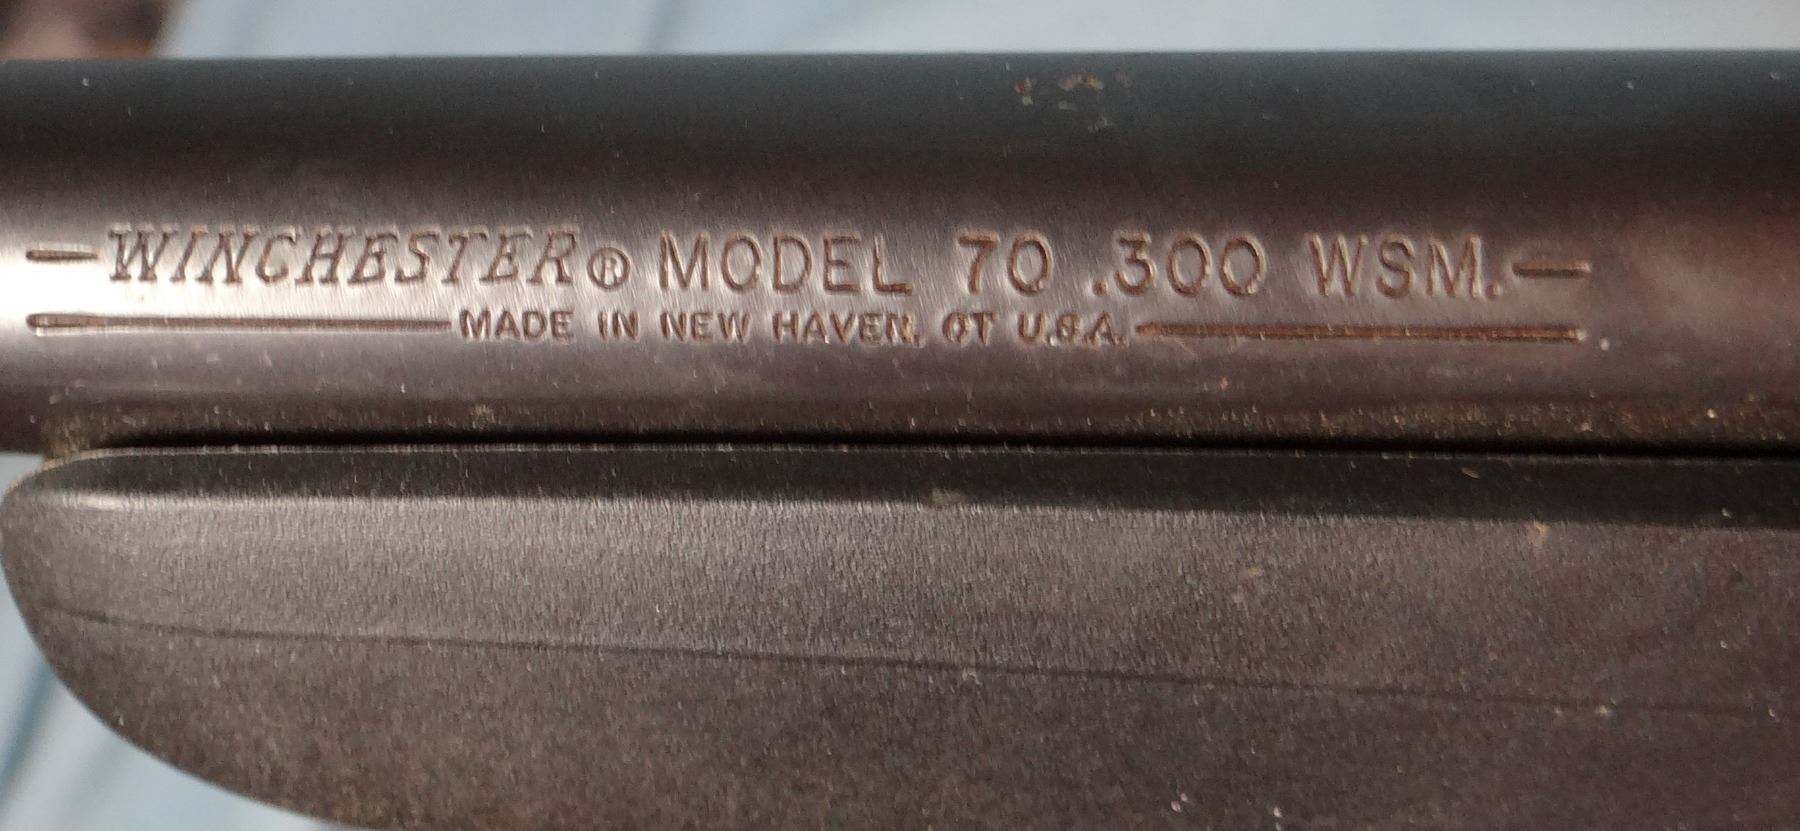 WINCHESTER® MODEL 70 .300 WSM.
MADE IN NEW HAVEN, CT U.S.A.